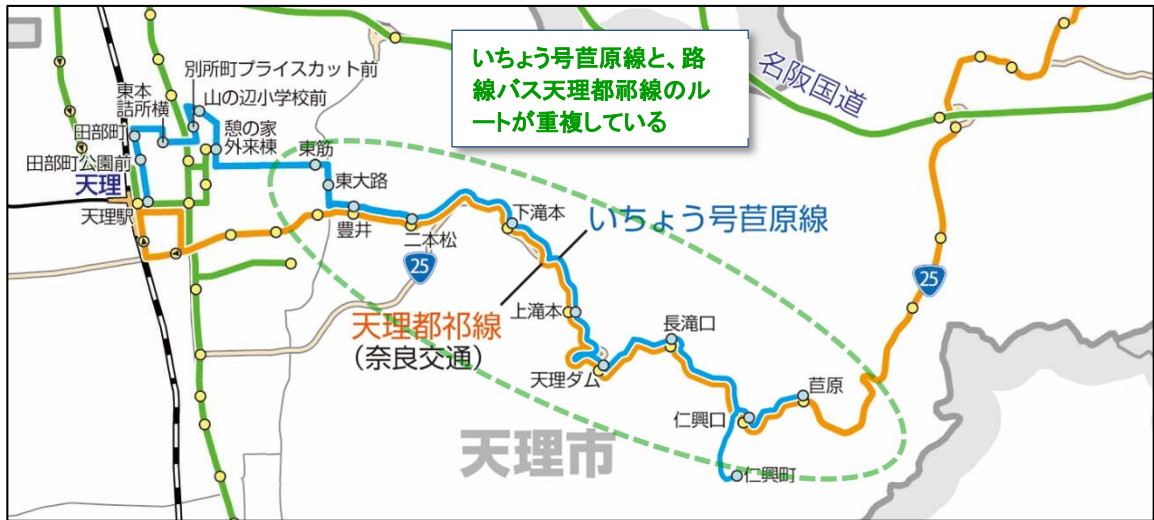 いちょう号苣原線と、路
線バス天理都祁線のル
ートが重複している
名阪国道
別所町プライスカット前
東本
詰所横
山の辺小学校前
田部町
憩の家
外来棟
田部町公園前
東筋
天理
東大路
天理駅
豊井
二本松
下滝本
いちょう号苣原線
25
25
上滝本
天理都祁線
(奈良交通)
長滝口
天理ダム
苣原
仁興口
天理市
仁興町